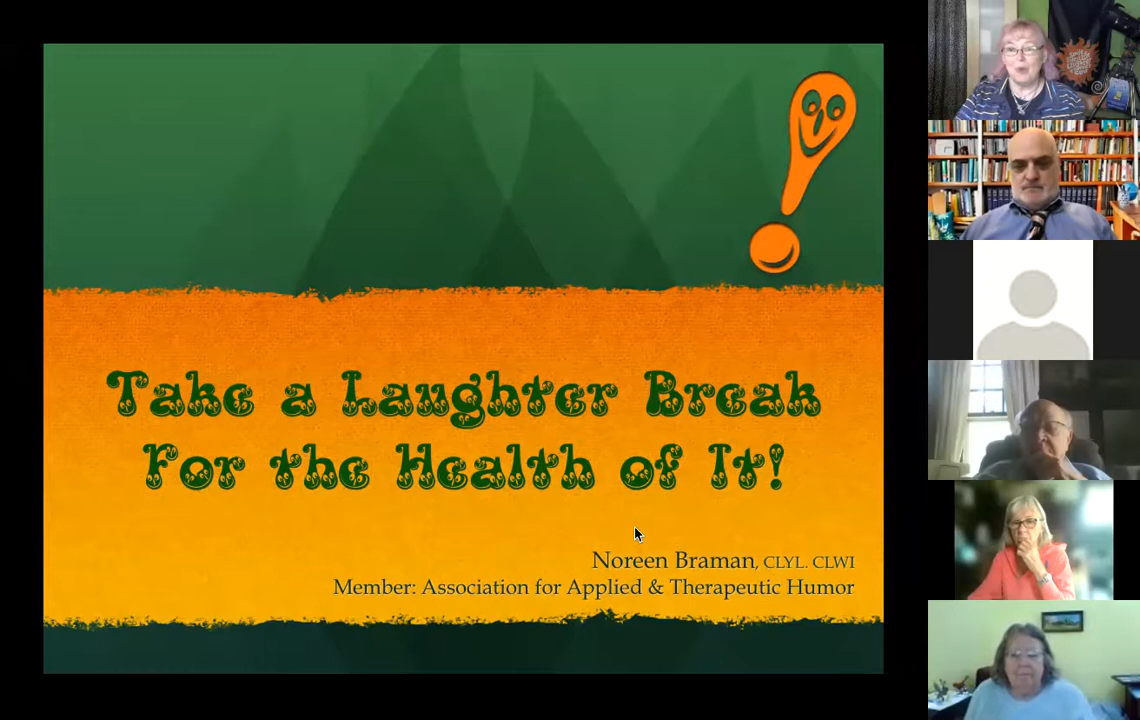 Take a Laughter Break
For the Health of It!
Noreen Braman, CLYL. CLWI
Member: Association for Applied & Therapeutic Humor